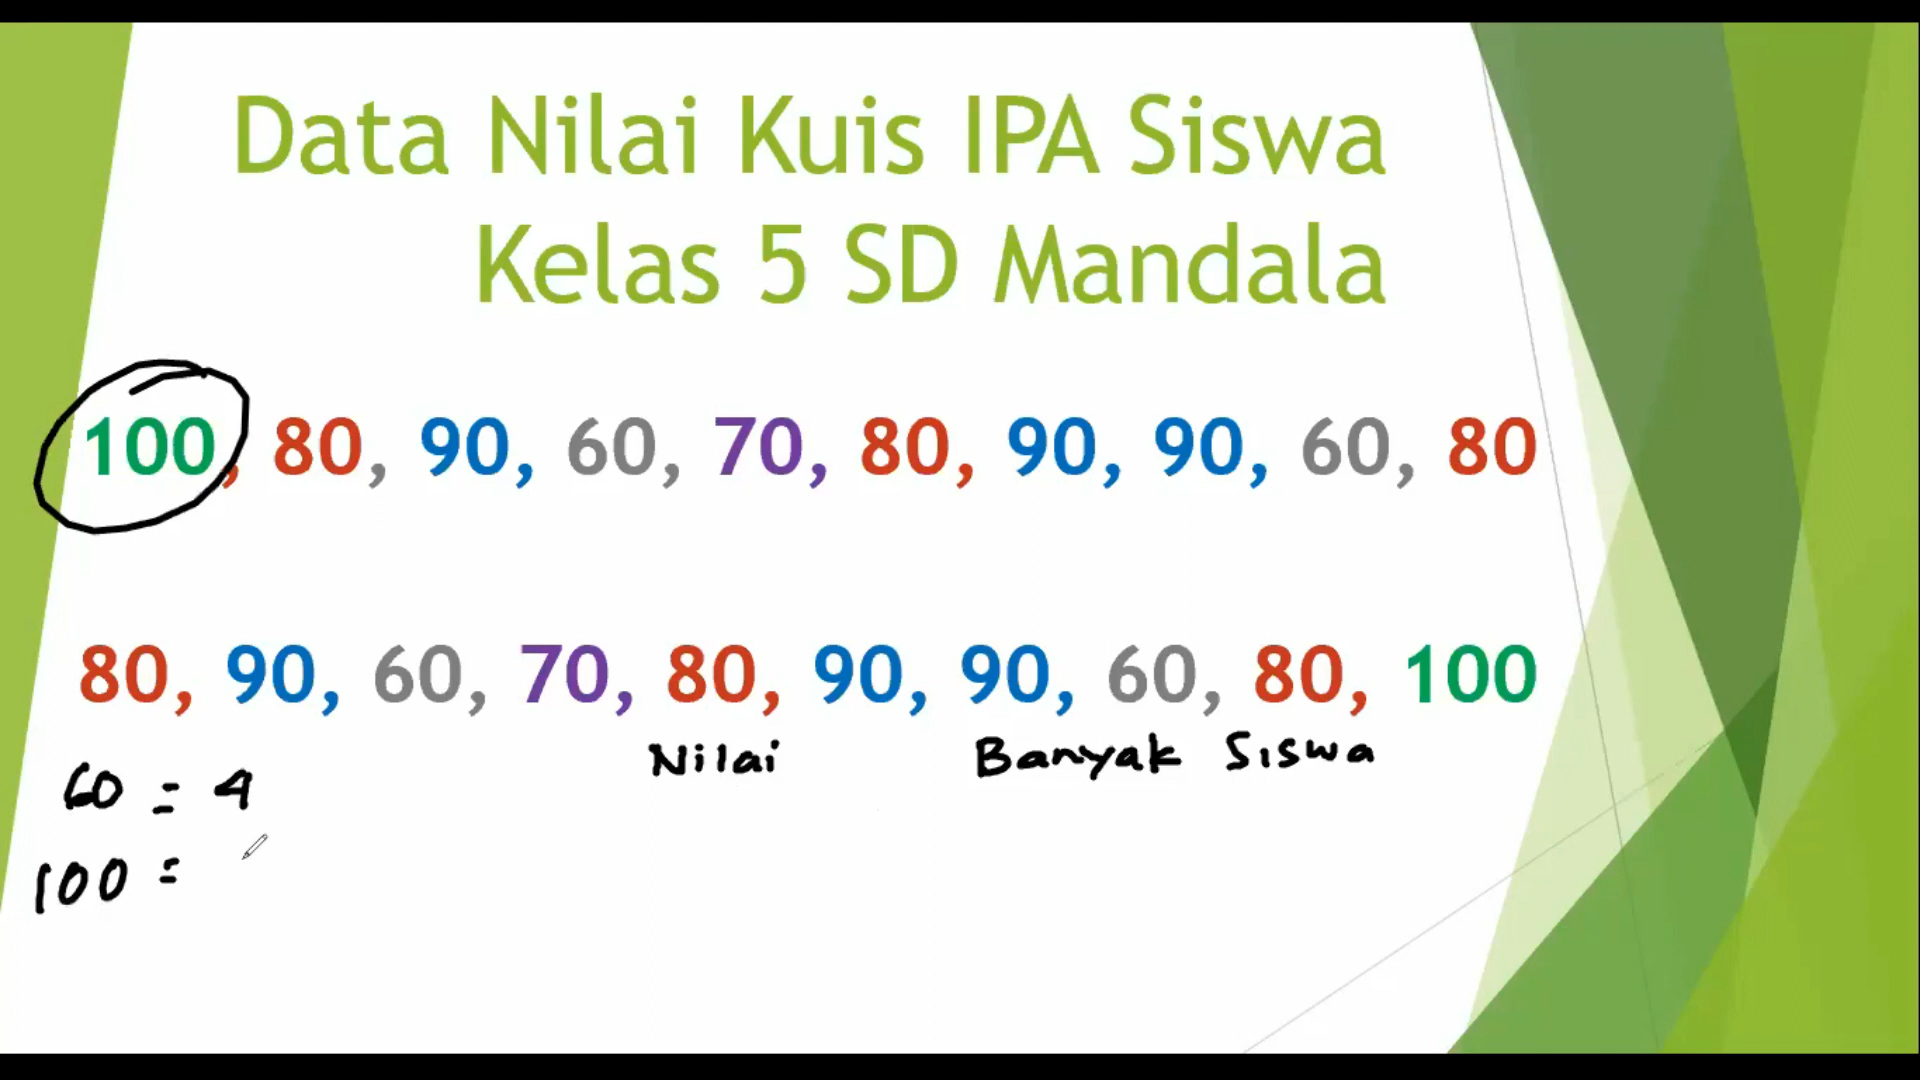 Data Nilai Kuis IPA Siswa
Kelas 5 SD Mandala
100, 80, 90, 60, 70, 80, 90, 90, 60, 80
80, 90, 60, 70, 80, 90, 90, 60, 80, 100
Nilai Banyak Siswa
60 = 4
100 =